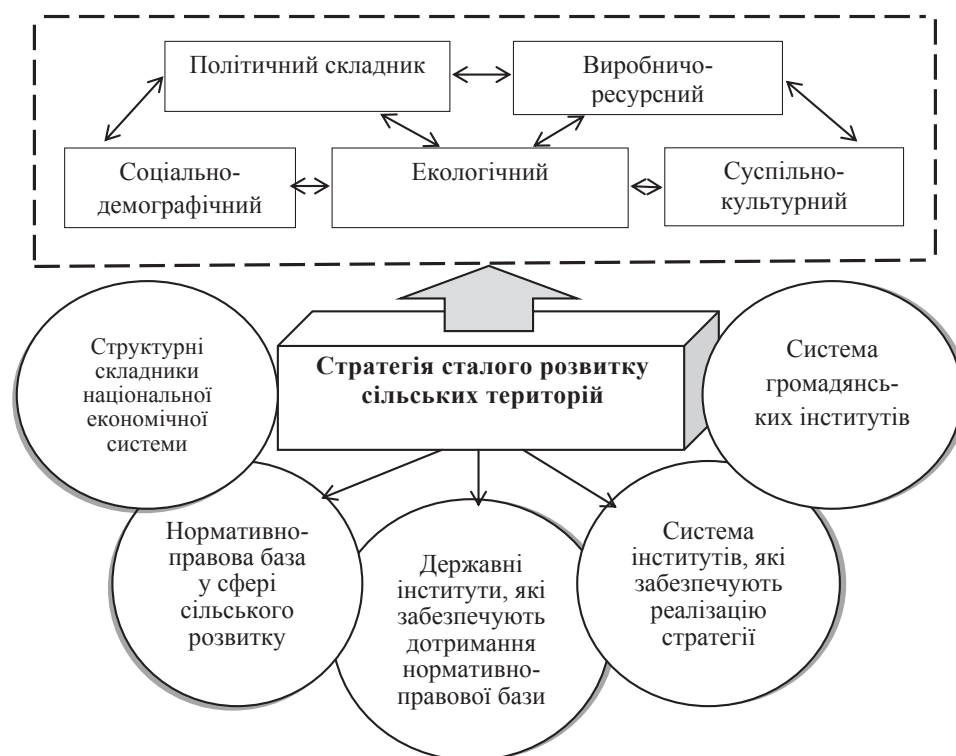 Політичний складник
Виробничо-
ресурсний
Соціально-
демографічний
Екологічний
Суспільно-
культурний
Стратегія сталого розвитку
сільських територій
Структурні
складники
національної
економічної
системи
Система
громадянсь-
ких інститутів
Нормативно-
правова база
у сфері
сільського
розвитку
Державні
інститути, які
забезпечують
дотримання
нормативно-
правової бази
Система
інститутів, які
забезпечують
реалізацію
стратегії